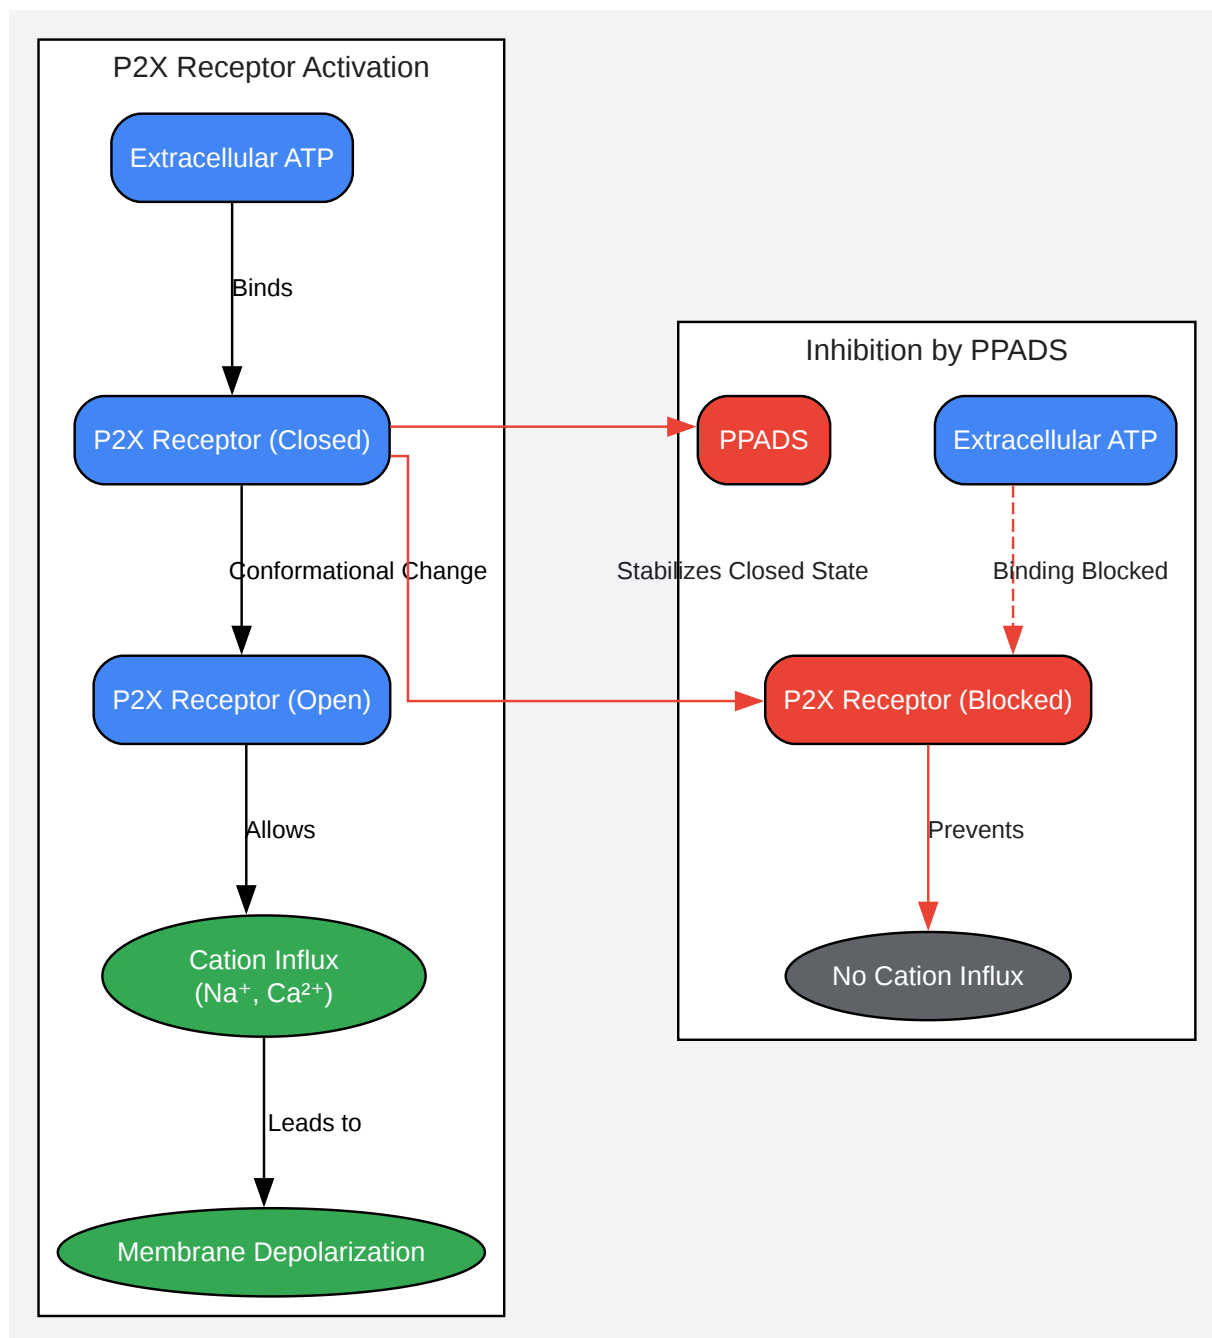 P2X Receptor Activation
Extracellular ATP
Binds
P2X Receptor (Closed)
Conformational Change
P2X Receptor (Open)
Allows
Cation Influx
(Na⁺, Ca²⁺)
Leads to
Membrane Depolarization
Inhibition by PPADS
PPADS
Extracellular ATP
Stabilizes Closed State
Binding Blocked
P2X Receptor (Blocked)
Prevents
No Cation Influx